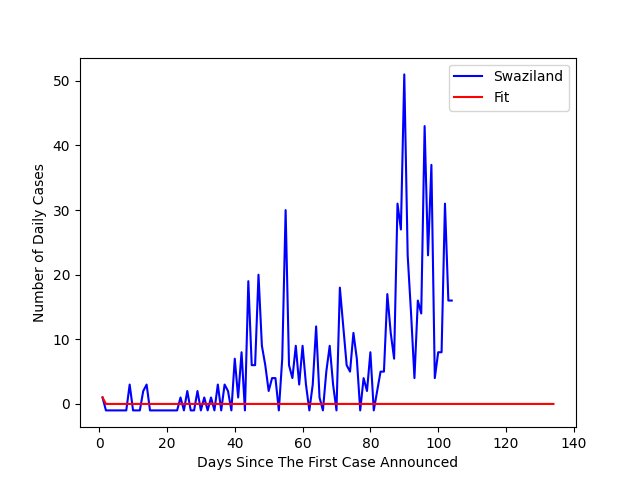 Swaziland
Fit
50
40
30
20
10
0
Number of Daily Cases
0 20 40 60 80 100 120 140
Days Since The First Case Announced